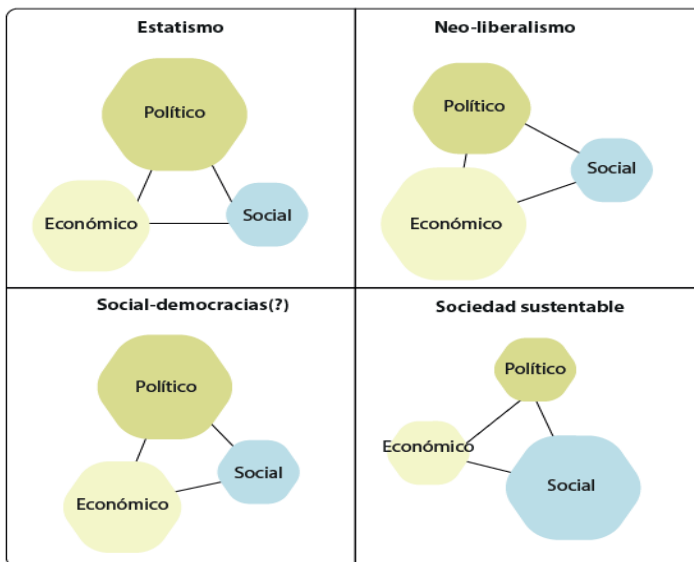 Estatismo
Político
Económico
Social
Neo-liberalismo
Político
Social
Económico
Social-democracias(?)
Político
Social
Económico
Sociedad sustentable
Político
Económico
Social